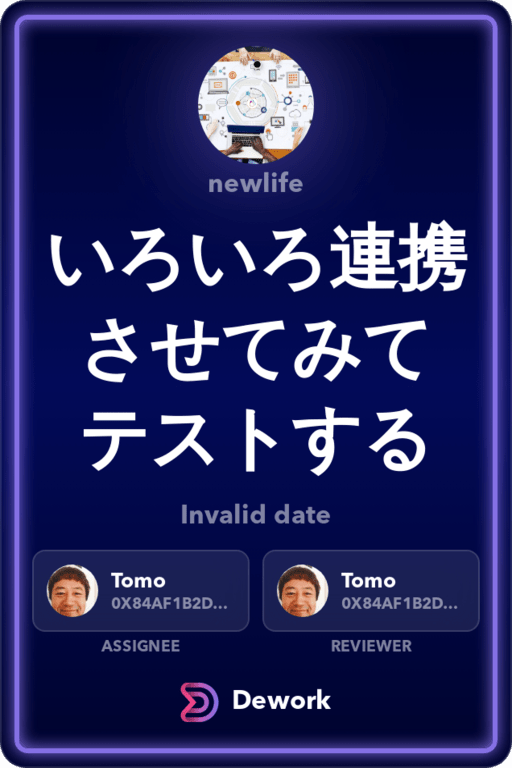 newlife
いろいろ連携
させてみて
テストする
Invalid date
Tomo
0X84AF1B2D...
Tomo
0X84AF1B2D...
ASSIGNEE
REVIEWER
Dework